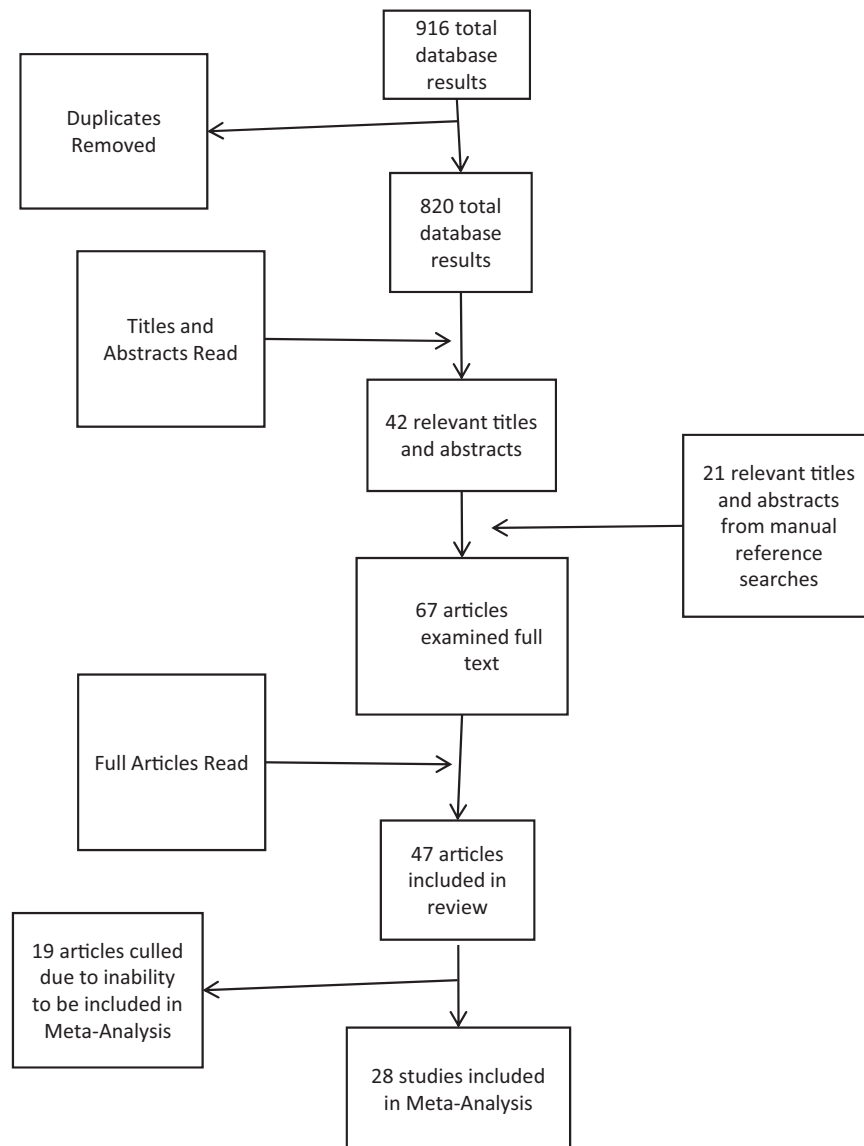 916 total
database
results
Duplicates
Removed
820 total
database
results
Titles and
Abstracts Read
42 relevant titles
and abstracts
21 relevant titles
and abstracts
from manual
reference
searches
67 articles
examined full
text
Full Articles Read
47 articles
included in
review
19 articles culled
due to inability
to be included in
Meta-Analysis
28 studies included
in Meta-Analysis